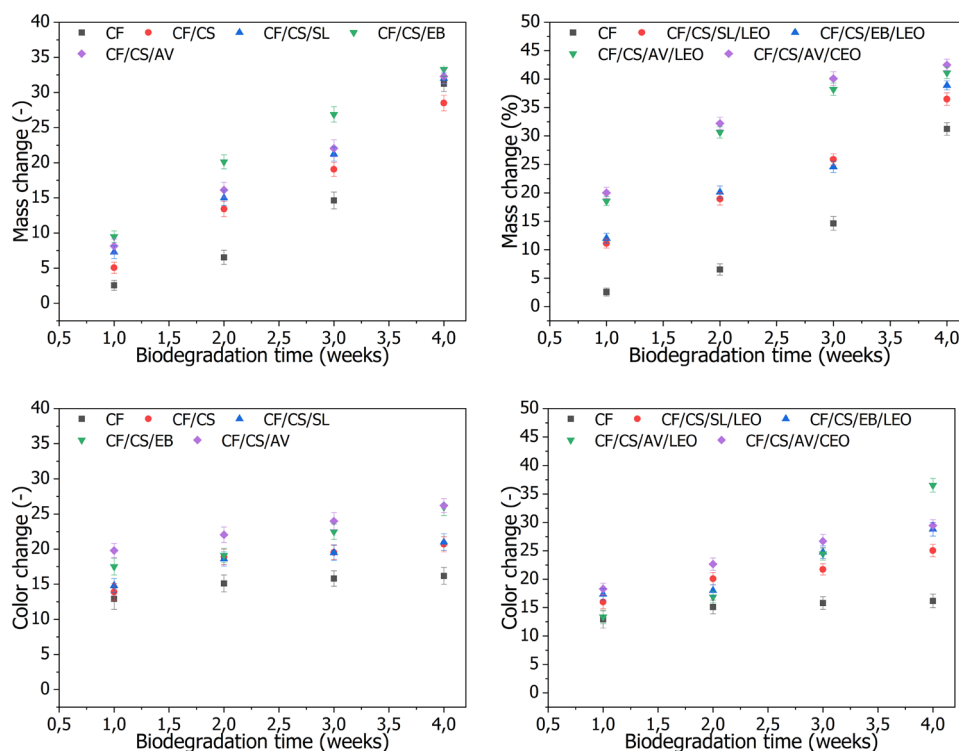 CF CF/CS CF/CS/SL CF/CS/EB
CF/CS/AV
Mass change (-)
40
35
30
25
20
15
10
5
0
0,5 1,0 1,5 2,0 2,5 3,0 3,5 4,0
Biodegradation time (weeks)
CF CF/CS/SL/LEO CF/CS/EB/LEO
CF/CS/AV/LEO CF/CS/AV/CEO
Mass change (%)
50
45
40
35
30
25
20
15
10
5
0
0,5 1,0 1,5 2,0 2,5 3,0 3,5 4,0
Biodegradation time (weeks)
CF CF/CS CF/CS/SL
CF/CS/EB CF/CS/AV
Color change (-)
40
35
30
25
20
15
10
5
0
0,5 1,0 1,5 2,0 2,5 3,0 3,5 4,0
Biodegradation time (weeks)
CF CF/CS/SL/LEO CF/CS/EB/LEO
CF/CS/AV/LEO CF/CS/AV/CEO
Color change (-)
50
45
40
35
30
25
20
15
10
5
0
0,5 1,0 1,5 2,0 2,5 3,0 3,5 4,0
Biodegradation time (weeks)